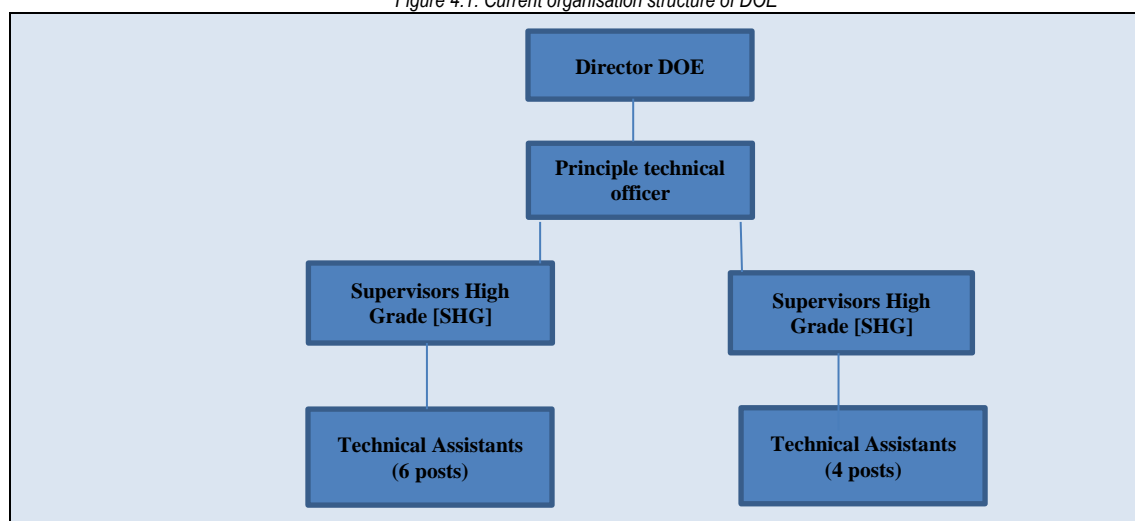 Figure 4.1: Current organisation structure of DOE
Director DOE
Principle technical
officer
Supervisors High
Grade [SHG]
Supervisors High
Grade [SHG]
Technical Assistants
(6 posts)
Technical Assistants
(4 posts)